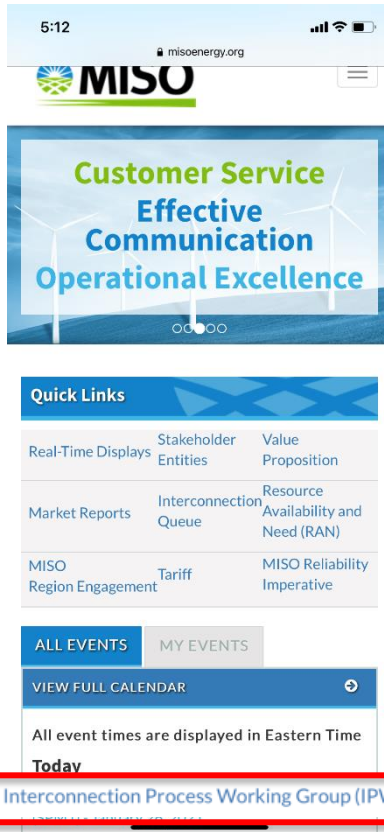 5:12
misoenergy.org
MISO
Customer Service
Effective
Communication
Operational Excellence
Quick Links
Real-Time Displays
Stakeholder
Entities
Value
Proposition
Market Reports
Interconnection
Queue
Resource
Availability and
Need (RAN)
MISO
Region Engagement
Tariff
MISO Reliability
Imperative
ALL EVENTS MY EVENTS
VIEW FULL CALENDAR
All event times are displayed in Eastern Time
Today
Interconnection Process Working Group (IPW